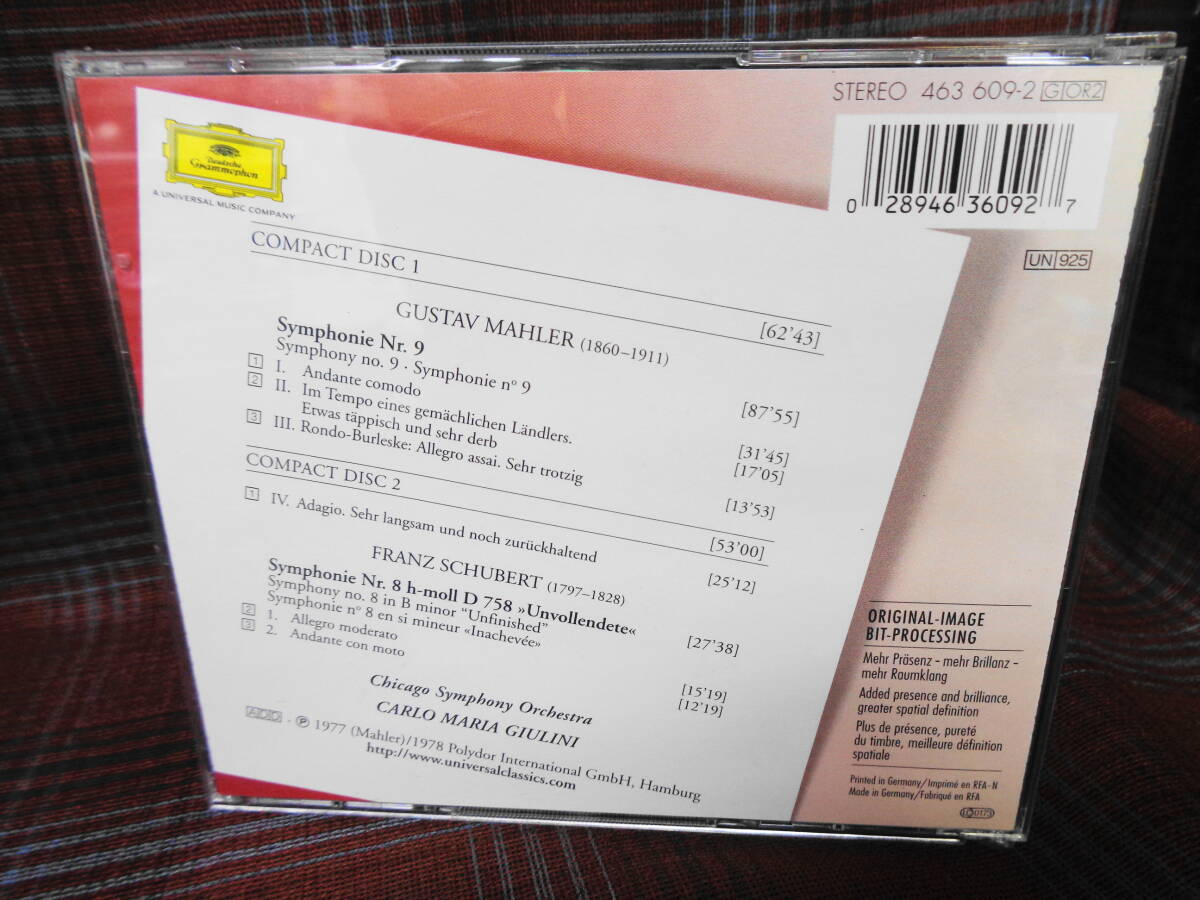 STEREO 463 609-2 G OR2
0 28946 36092 7
UN 925
Deutsche
Grammophon
A UNIVERSAL MUSIC COMPANY
COMPACT DISC 1 [62'43]
GUSTAV MAHLER (1860–1911)
Symphonie Nr. 9 [87'55]
Symphony no. 9 · Symphonie nº 9
1 I. Andante comodo [31'45]
2 II. Im Tempo eines gemächlichen Ländlers. [17'05]
Etwas täppisch und sehr derb
3 III. Rondo-Burleske: Allegro assai. Sehr trotzig [13'53]
COMPACT DISC 2 [53'00]
1 IV. Adagio. Sehr langsam und noch zurückhaltend [25'12]
FRANZ SCHUBERT (1797–1828)
Symphonie Nr. 8 h-moll D 758 »Unvollendete« [27'38]
Symphony no. 8 in B minor “Unfinished”
Symphonie nº 8 en si mineur «Inachevée»
2 1. Allegro moderato [15'19]
3 2. Andante con moto [12'19]
Chicago Symphony Orchestra
CARLO MARIA GIULINI
ADD · ℗ 1977 (Mahler)/1978 Polydor International GmbH, Hamburg
http://www.universalclassics.com
ORIGINAL-IMAGE
BIT-PROCESSING
Mehr Präsenz – mehr Brillanz –
mehr Raumklang
Added presence and brilliance,
greater spatial definition
Plus de présence, pureté
du timbre, meilleure définition
spatiale
Printed in Germany/Imprimé en RFA-N
Made in Germany/Fabriqué en RFA